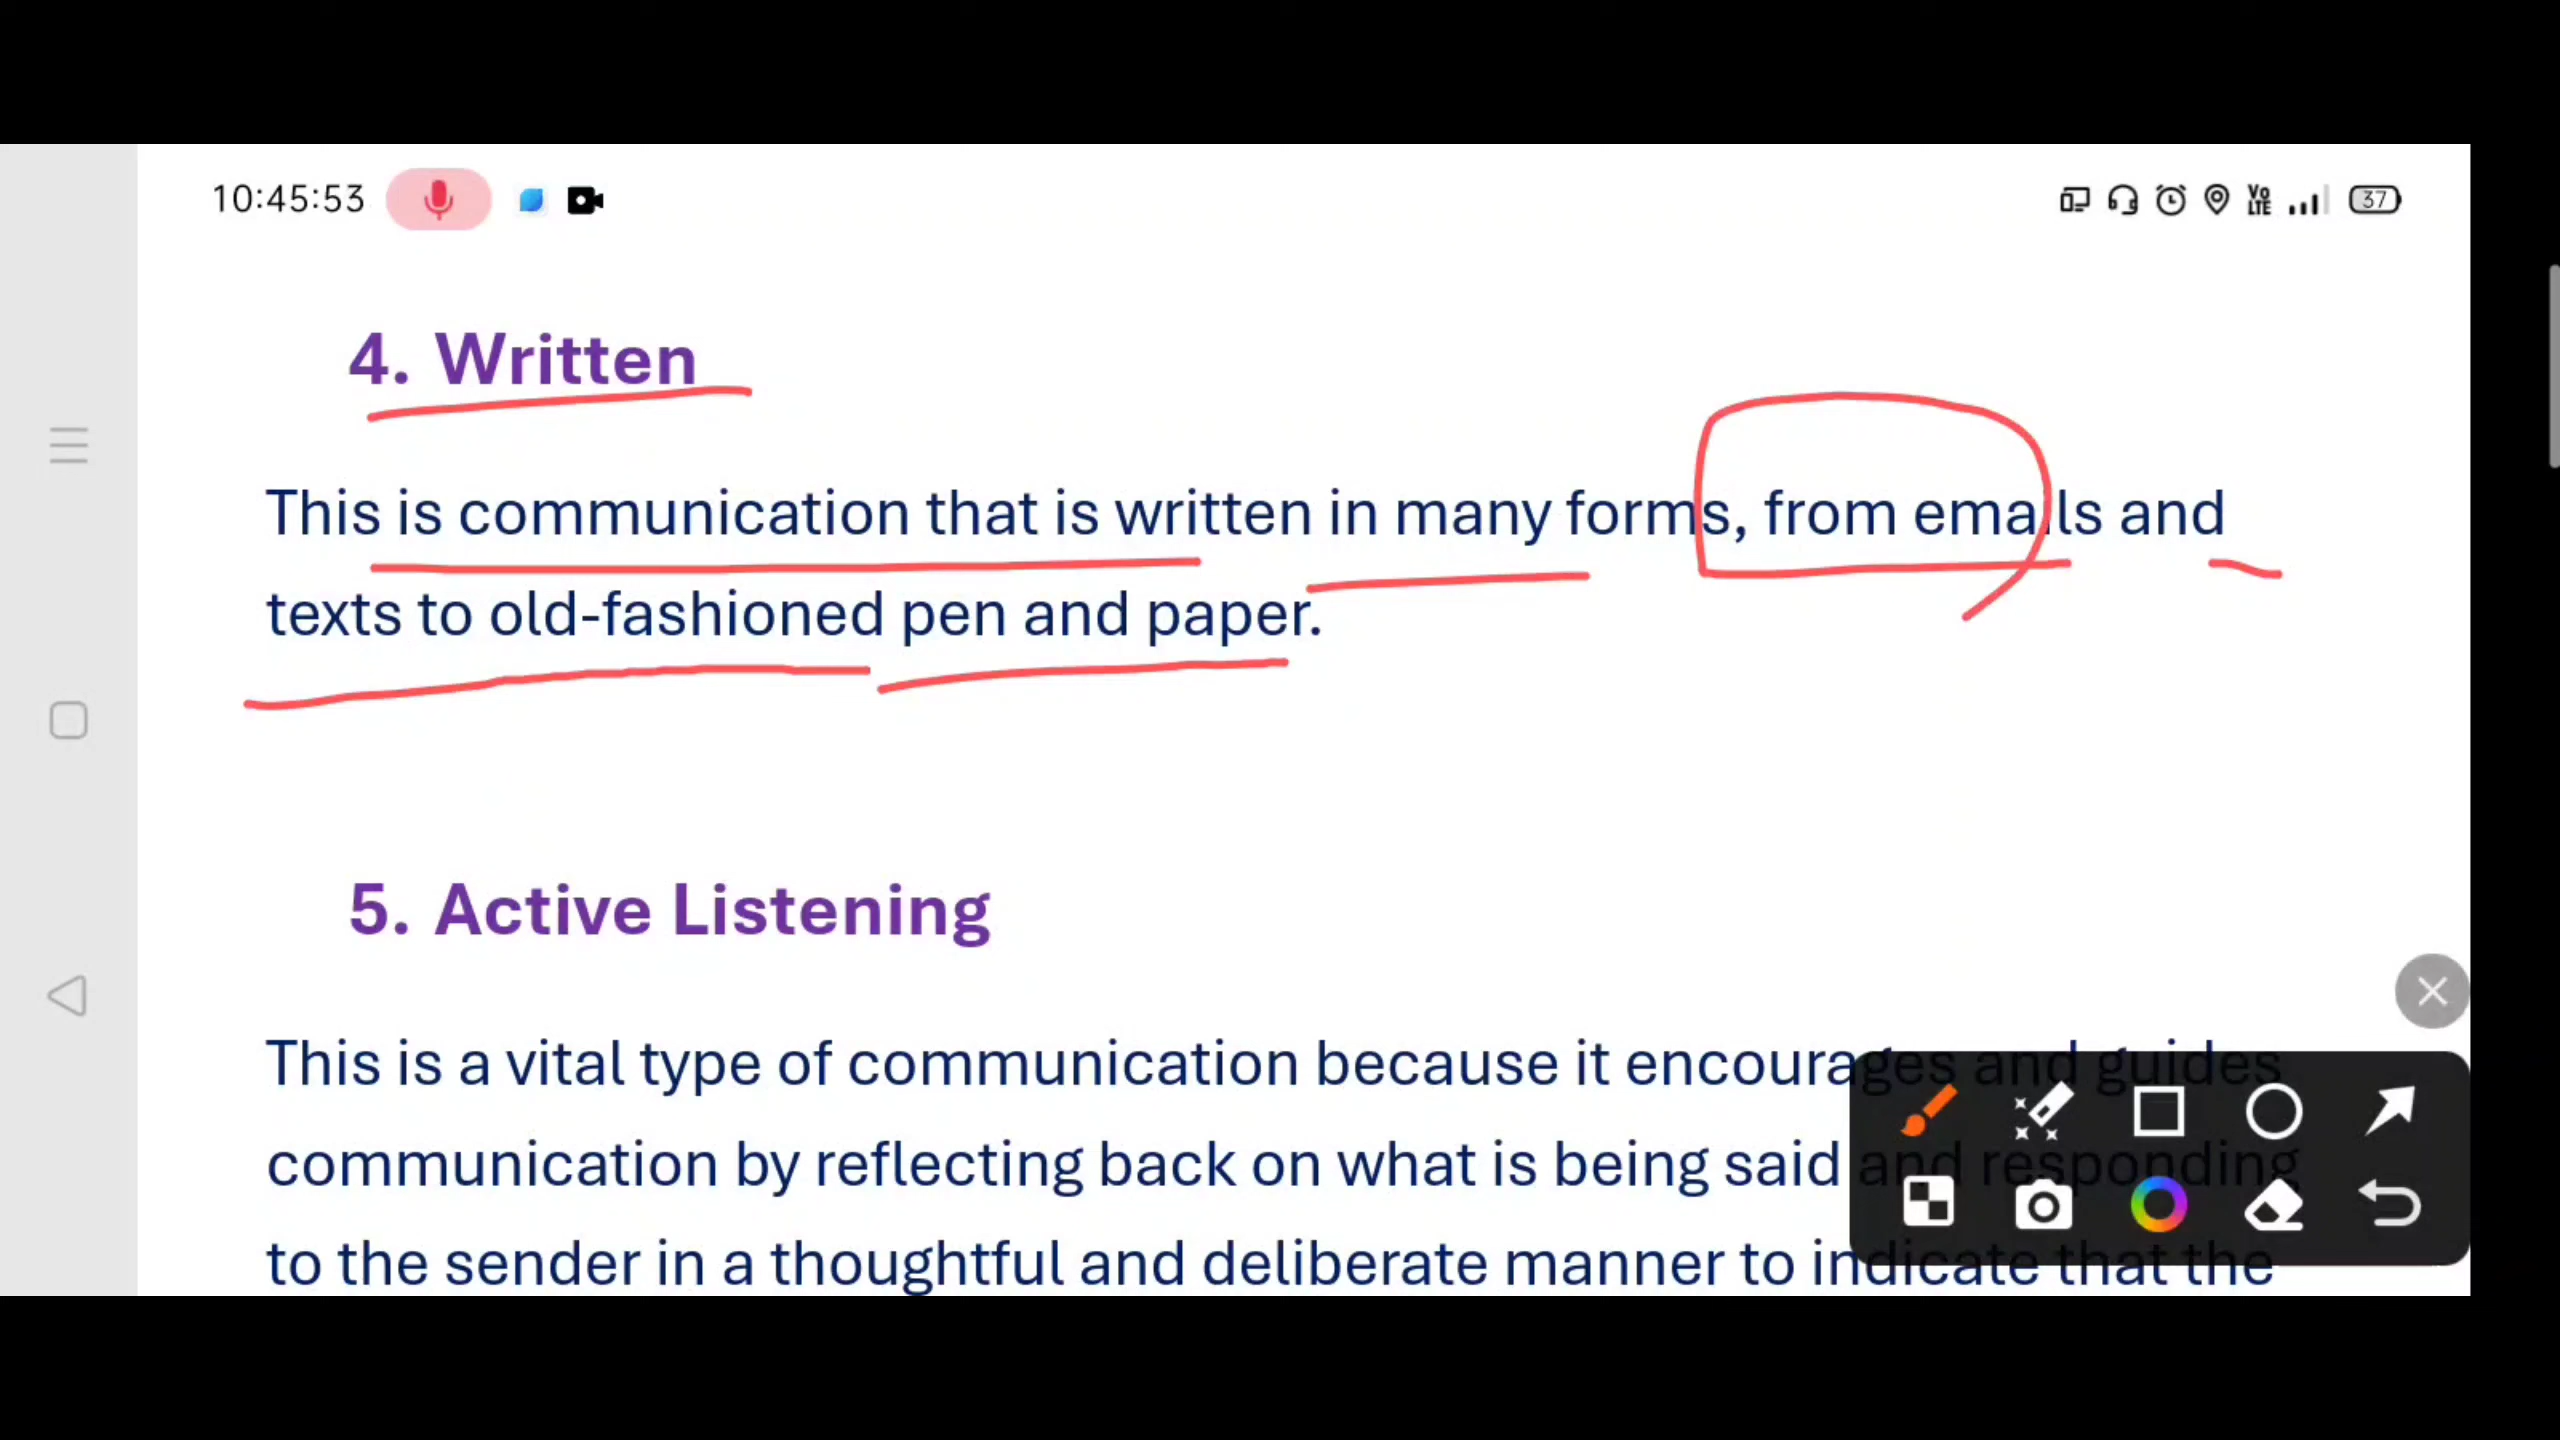 10:45:53
Vo LTE 37
4. Written
This is communication that is written in many forms, from emails and
texts to old-fashioned pen and paper.
5. Active Listening
This is a vital type of communication because it encourages and guides
communication by reflecting back on what is being said and responding
to the sender in a thoughtful and deliberate manner to indicate that the